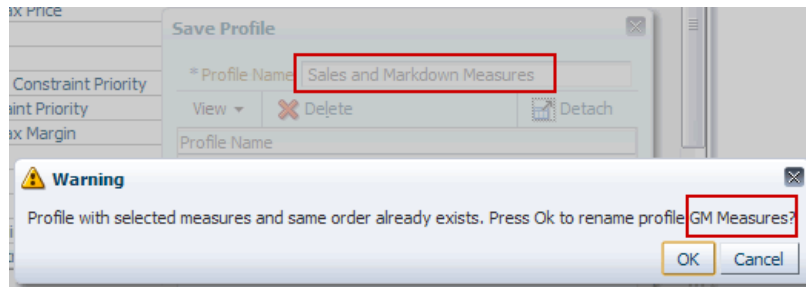 ax Price
Save Profile
* Profile Name Sales and Markdown Measures
Constraint Priority
aint Priority
View Delete Detach
ax Margin
Profile Name
Warning
Profile with selected measures and same order already exists. Press Ok to rename profile GM Measures?
OK Cancel